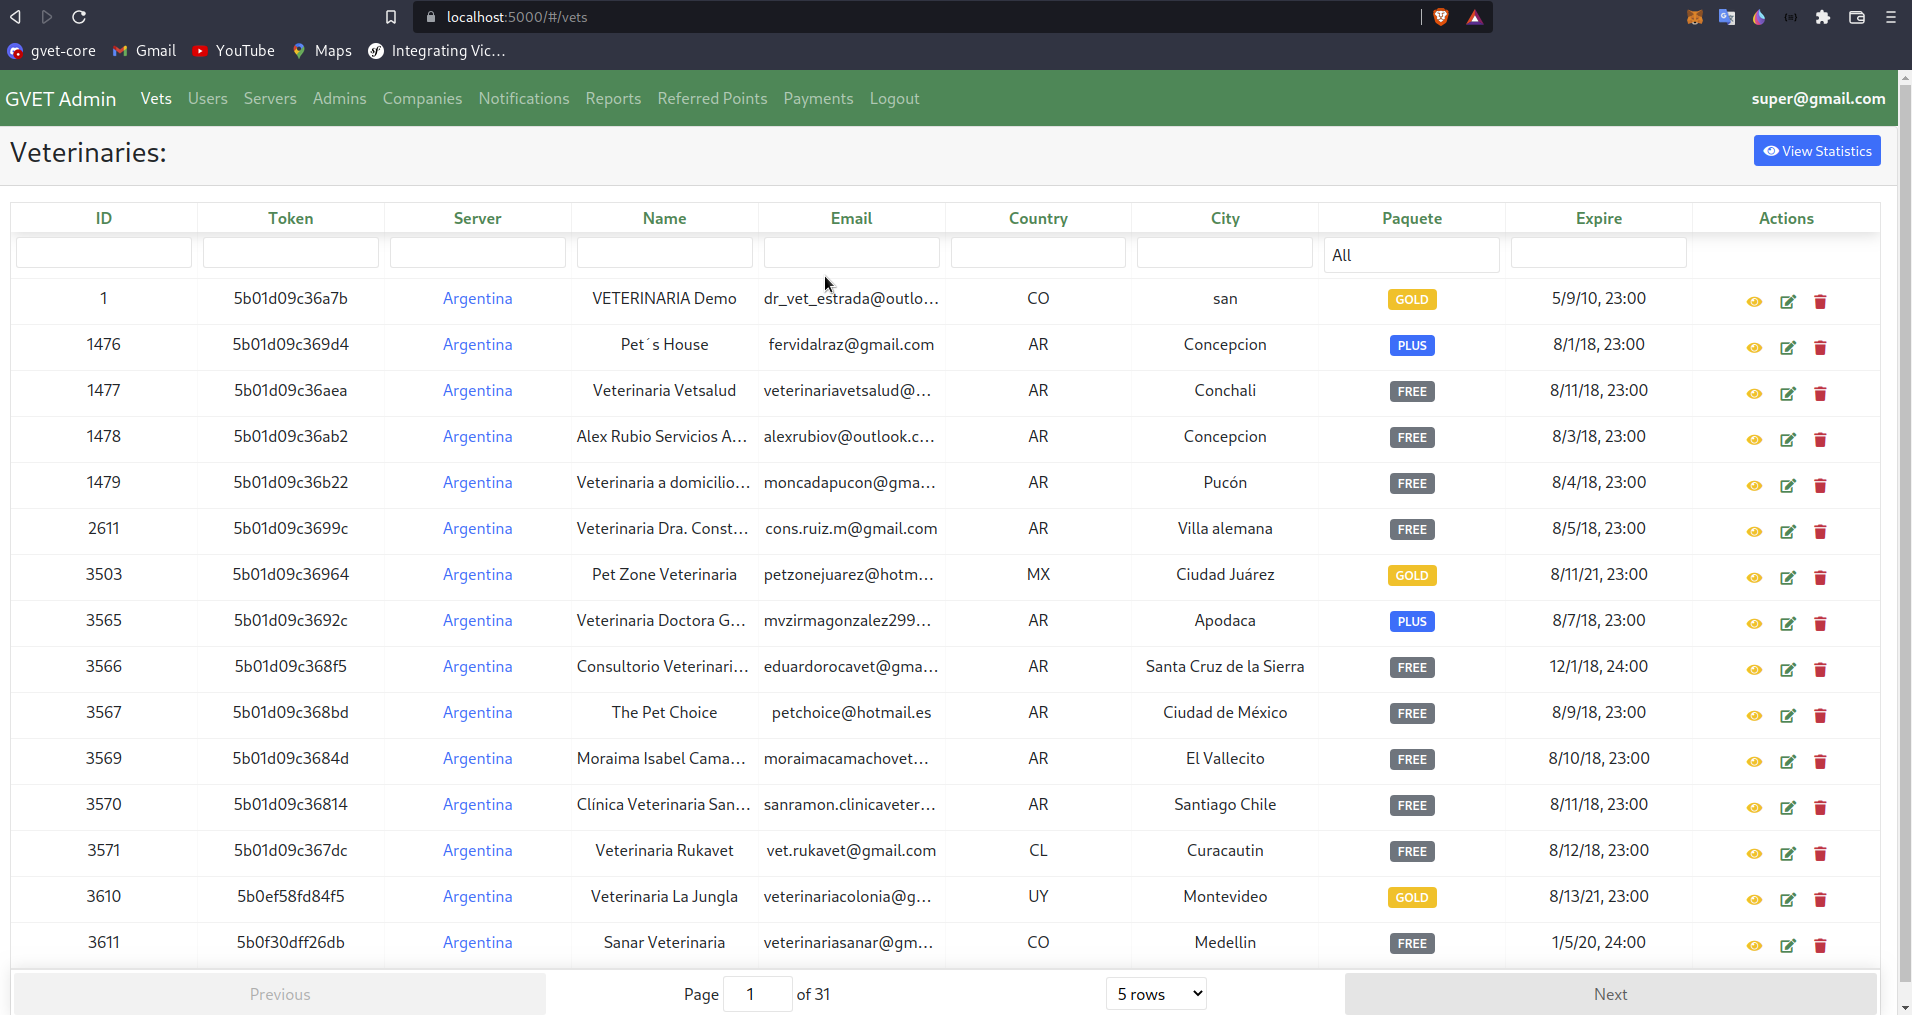 localhost:5000/#/vets
gvet-core Gmail YouTube Maps Integrating Vic...
GVET Admin Vets Users Servers Admins Companies Notifications Reports Referred Points Payments Logout super@gmail.com
Veterinaries: View Statistics
ID Token Server Name Email Country City Paquete Expire Actions
All
1 5b01d09c36a7b Argentina VETERINARIA Demo dr_vet_estrada@outlo... CO san GOLD 5/9/10, 23:00
1476 5b01d09c369d4 Argentina Pet´s House fervidalraz@gmail.com AR Concepcion PLUS 8/1/18, 23:00
1477 5b01d09c36aea Argentina Veterinaria Vetsalud veterinariavetsalud@... AR Conchali FREE 8/11/18, 23:00
1478 5b01d09c36ab2 Argentina Alex Rubio Servicios A... alexrubiov@outlook.c... AR Concepcion FREE 8/3/18, 23:00
1479 5b01d09c36b22 Argentina Veterinaria a domicilio... moncadapucon@gma... AR Pucón FREE 8/4/18, 23:00
2611 5b01d09c3699c Argentina Veterinaria Dra. Const... cons.ruiz.m@gmail.com AR Villa alemana FREE 8/5/18, 23:00
3503 5b01d09c36964 Argentina Pet Zone Veterinaria petzonejuarez@hotm... MX Ciudad Juárez GOLD 8/11/21, 23:00
3565 5b01d09c3692c Argentina Veterinaria Doctora G... mvzirmagonzalez299... AR Apodaca PLUS 8/7/18, 23:00
3566 5b01d09c368f5 Argentina Consultorio Veterinari... eduardorocavet@gma... AR Santa Cruz de la Sierra FREE 12/1/18, 24:00
3567 5b01d09c368bd Argentina The Pet Choice petchoice@hotmail.es AR Ciudad de México FREE 8/9/18, 23:00
3569 5b01d09c3684d Argentina Moraima Isabel Cama... moraimacamachovet... AR El Vallecito FREE 8/10/18, 23:00
3570 5b01d09c36814 Argentina Clínica Veterinaria San... sanramon.clinicaveter... AR Santiago Chile FREE 8/11/18, 23:00
3571 5b01d09c367dc Argentina Veterinaria Rukavet vet.rukavet@gmail.com CL Curacautin FREE 8/12/18, 23:00
3610 5b0ef58fd84f5 Argentina Veterinaria La Jungla veterinariacolonia@g... UY Montevideo GOLD 8/13/21, 23:00
3611 5b0f30dff26db Argentina Sanar Veterinaria veterinariasanar@gm... CO Medellin FREE 1/5/20, 24:00
Previous Page 1 of 31 5 rows Next